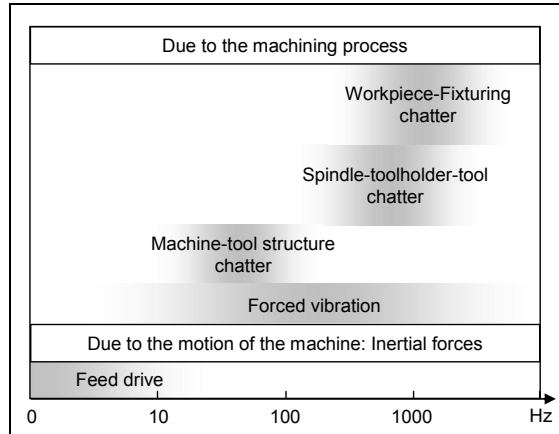 Due to the machining process
Workpiece-Fixturing
chatter
Spindle-toolholder-tool
chatter
Machine-tool structure
chatter
Forced vibration
Due to the motion of the machine: Inertial forces
Feed drive
0 10 100 1000 Hz